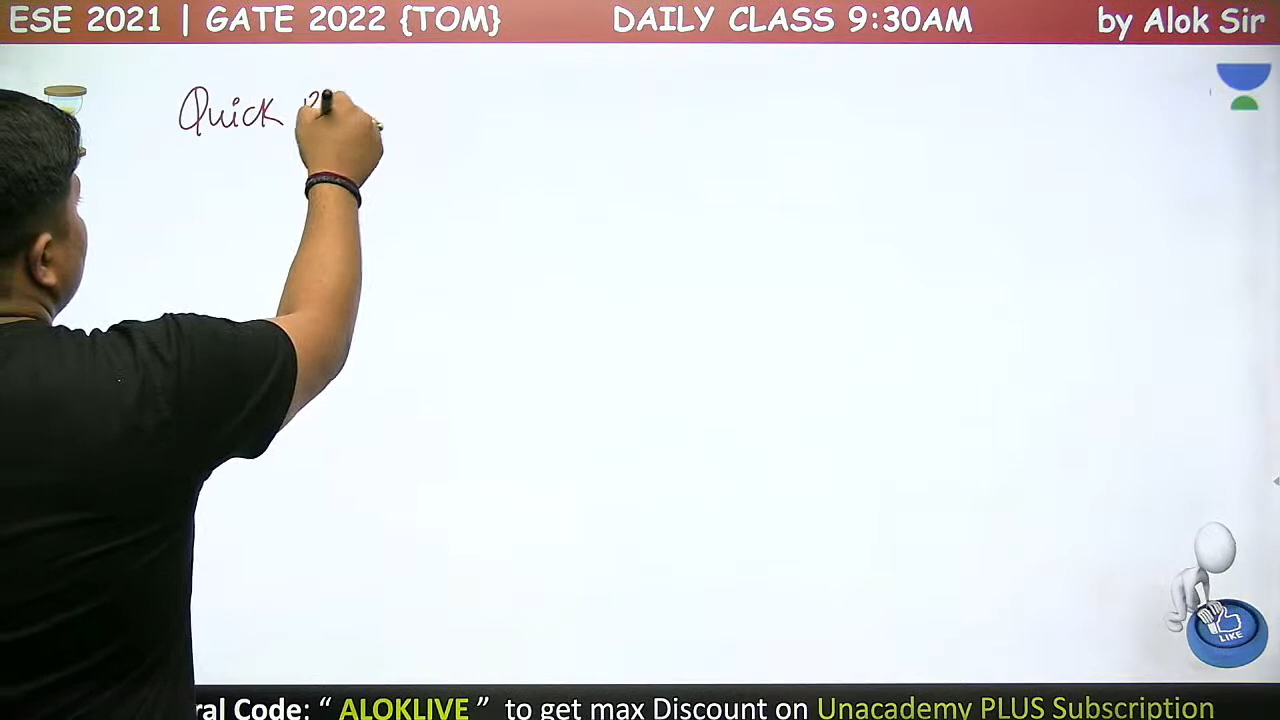 ESE 2021 | GATE 2022 {TOM} DAILY CLASS 9:30AM by Alok Sir
Quick
LIKE
ral Code: “ ALOKLIVE ” to get max Discount on Unacademy PLUS Subscription